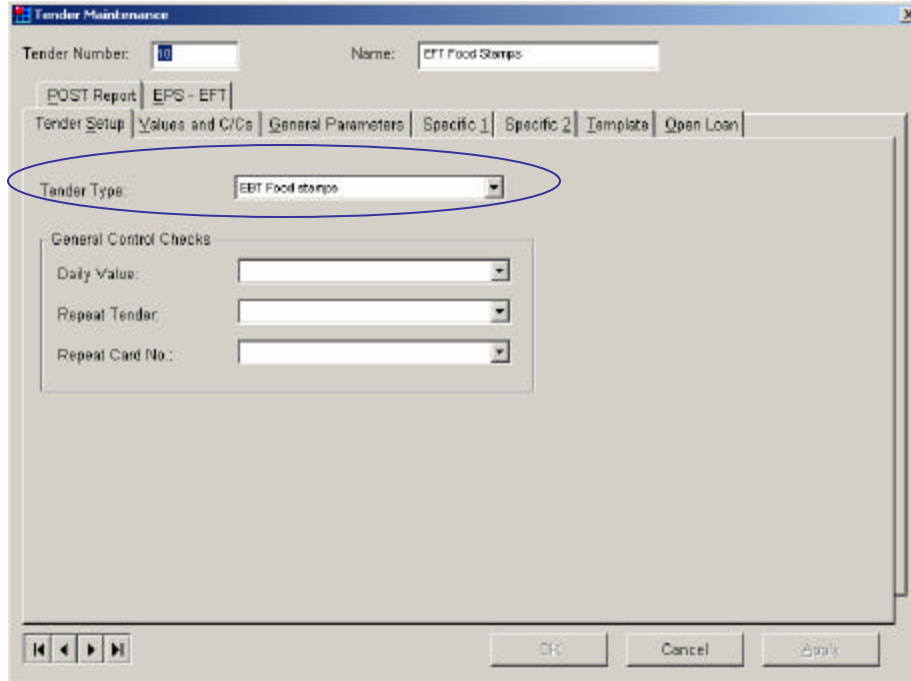 Tender Maintenance
Tender Number: 10 Name: EFT Food Stamps
POST Report EPS - EFT
Tender Setup Values and C/Cs General Parameters Specific 1 Specific 2 Template Open Loan
Tender Type: EBT Food stamps
General Control Checks
Daily Value:
Repeat Tender:
Repeat Card No.:
OK Cancel Apply